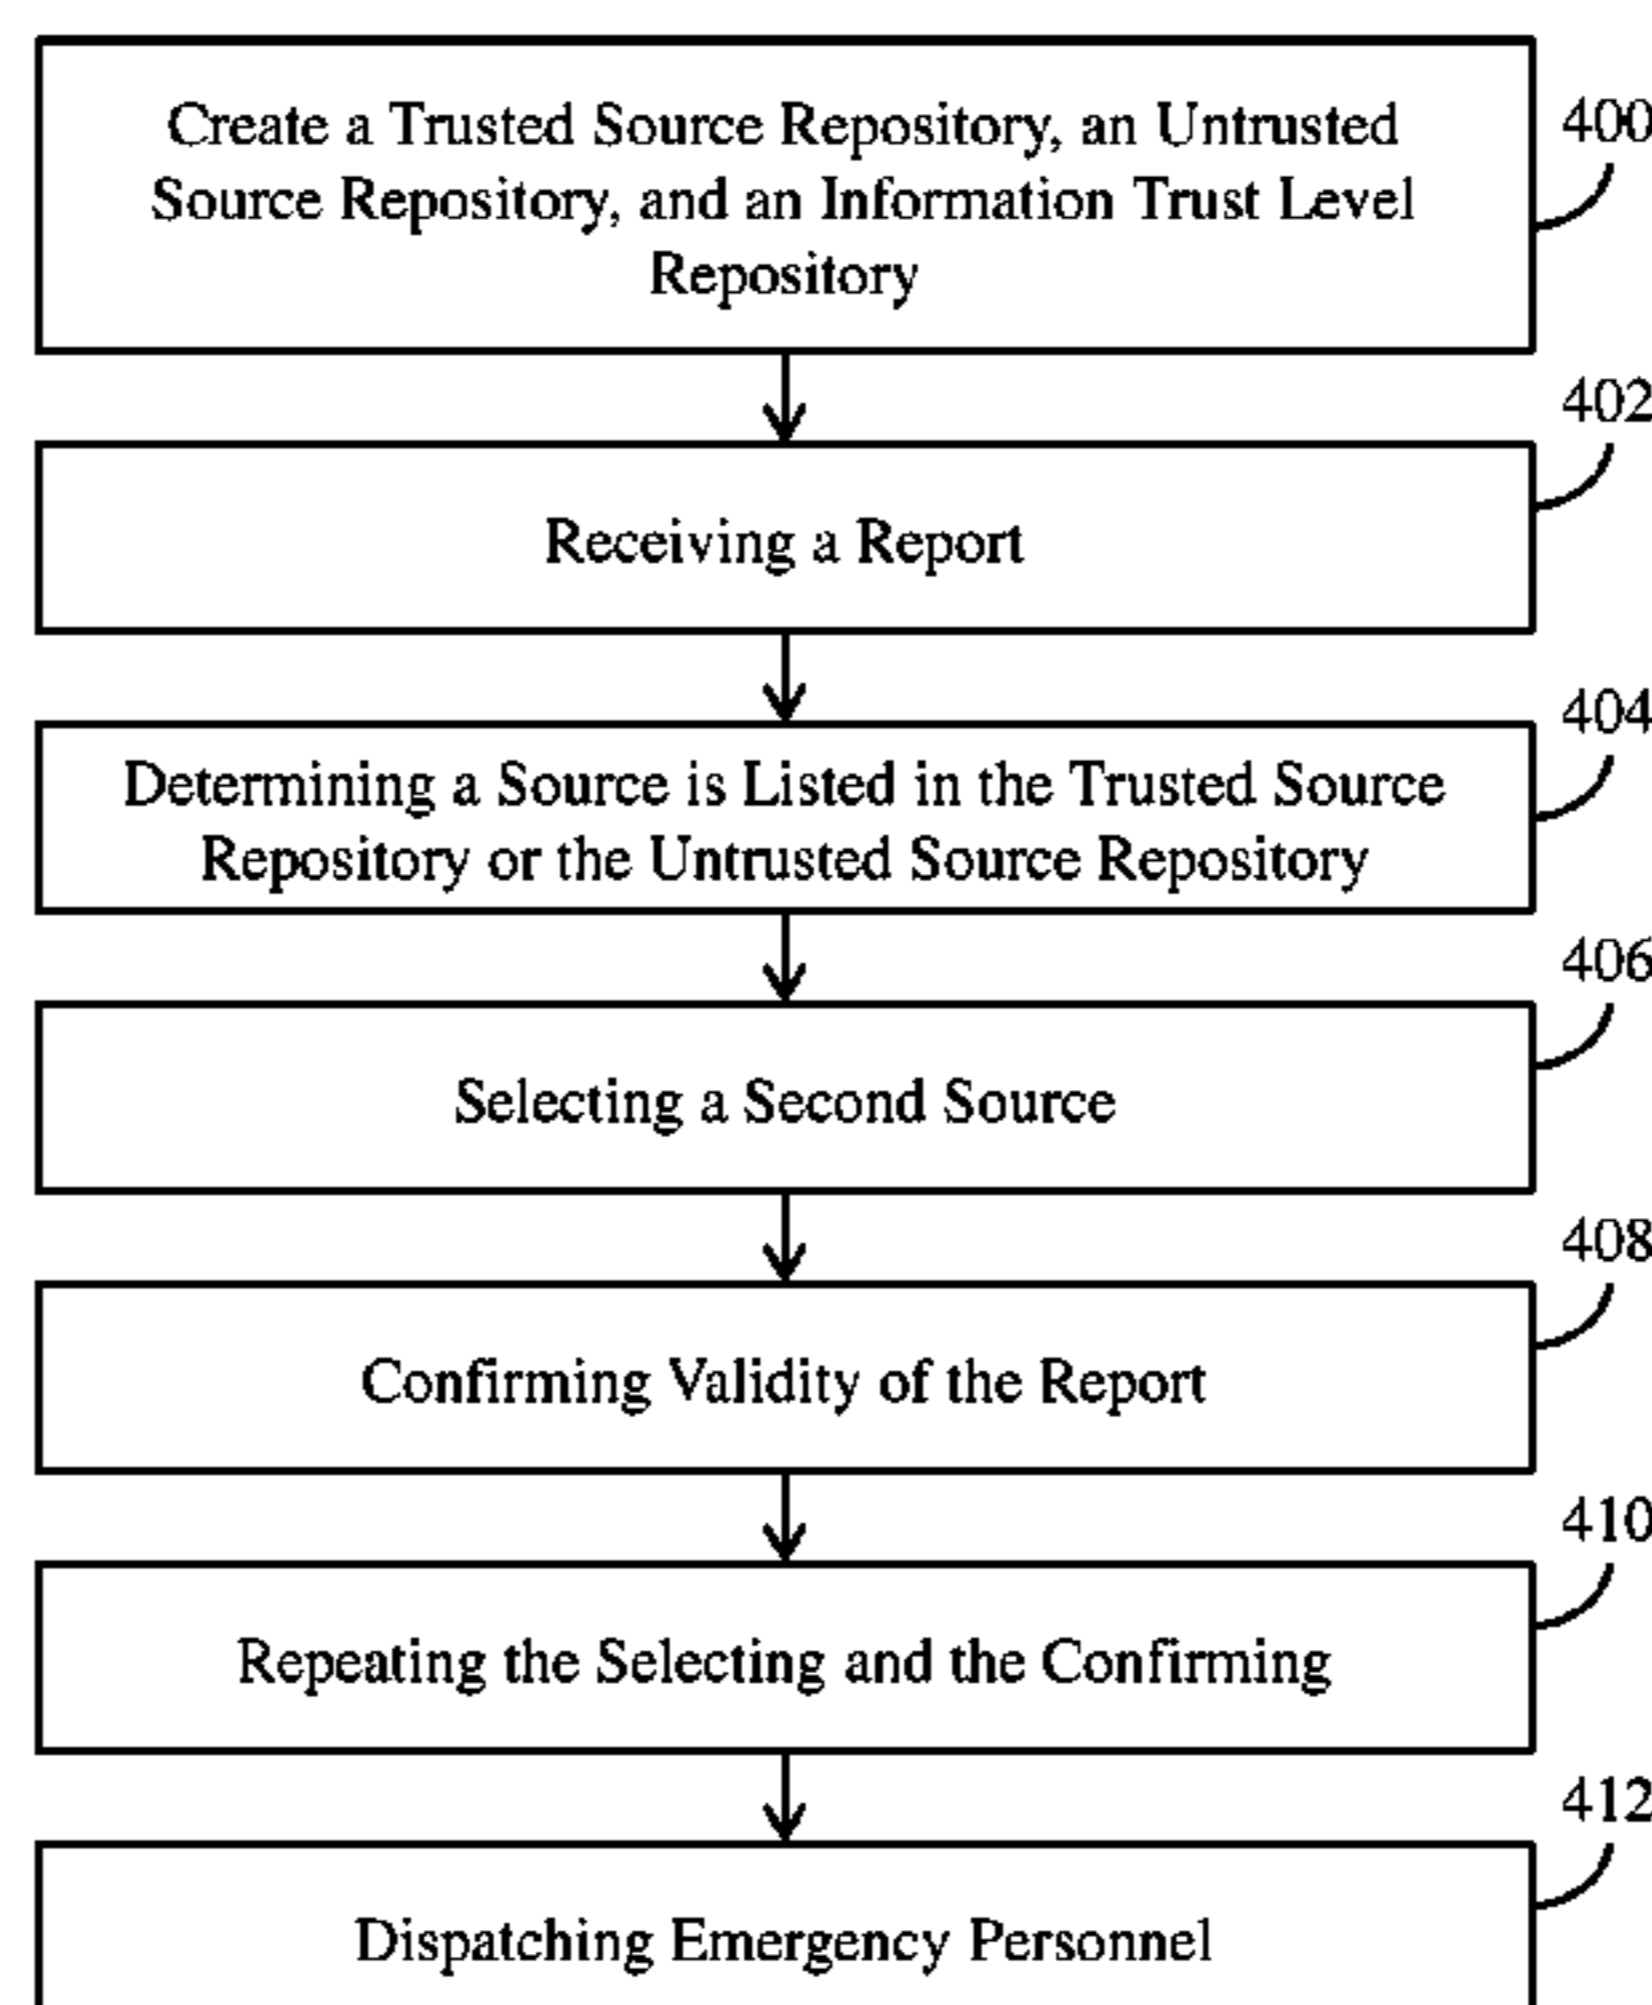 Create a Trusted Source Repository, an Untrusted
Source Repository, and an Information Trust Level
Repository
400
402
Receiving a Report
404
Determining a Source is Listed in the Trusted Source
Repository or the Untrusted Source Repository
406
Selecting a Second Source
408
Confirming Validity of the Report
410
Repeating the Selecting and the Confirming
412
Dispatching Emergency Personnel